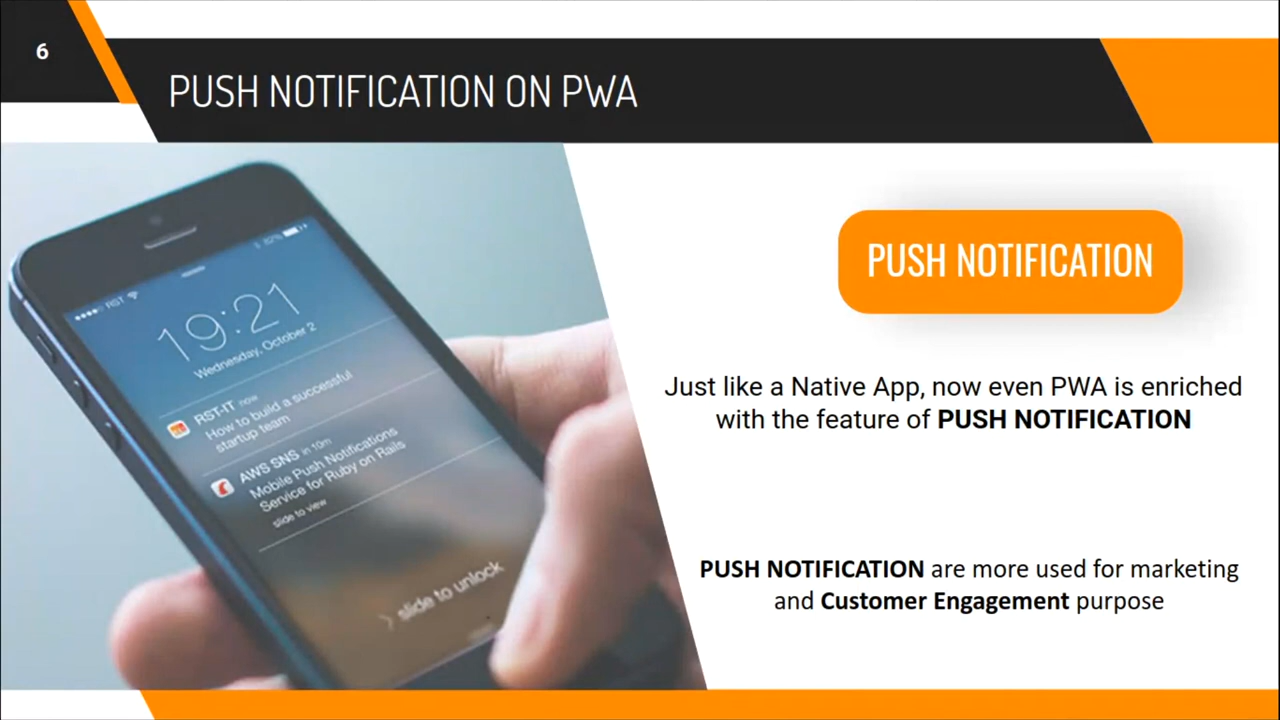 6
PUSH NOTIFICATION ON PWA
RST
82%
19:21
Wednesday, October 2
RST-IT now
How to build a successful
startup team
AWS SNS in 10m
Mobile Push Notifications
Service for Ruby on Rails
slide to view
> slide to unlock
PUSH NOTIFICATION
Just like a Native App, now even PWA is enriched
with the feature of PUSH NOTIFICATION
PUSH NOTIFICATION are more used for marketing
and Customer Engagement purpose